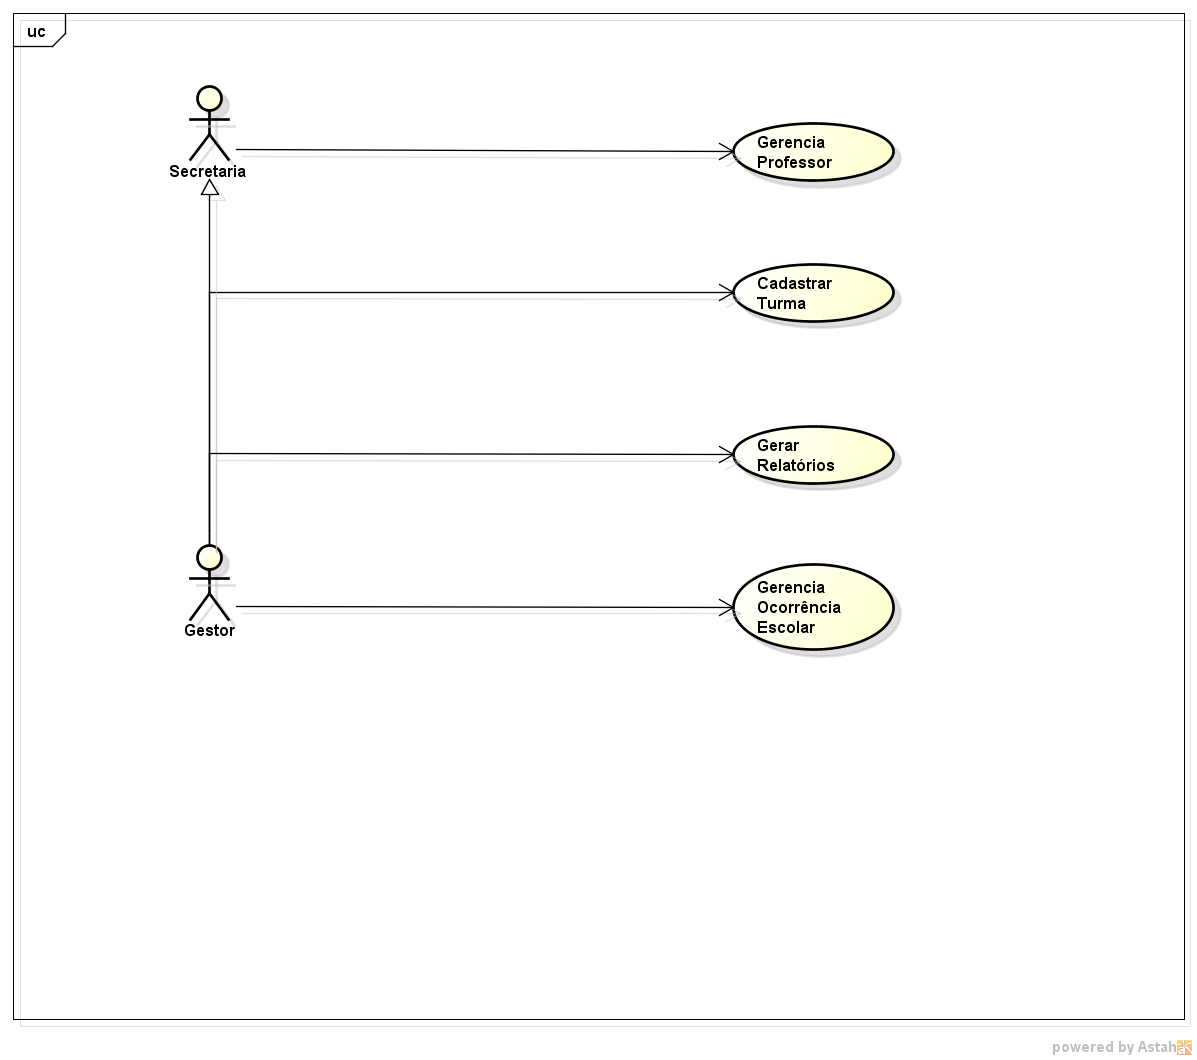 uc
Secretaria
Gerencia
Professor
Cadastrar
Turma
Gerar
Relatórios
Gestor
Gerencia
Ocorrência
Escolar
powered by Astah